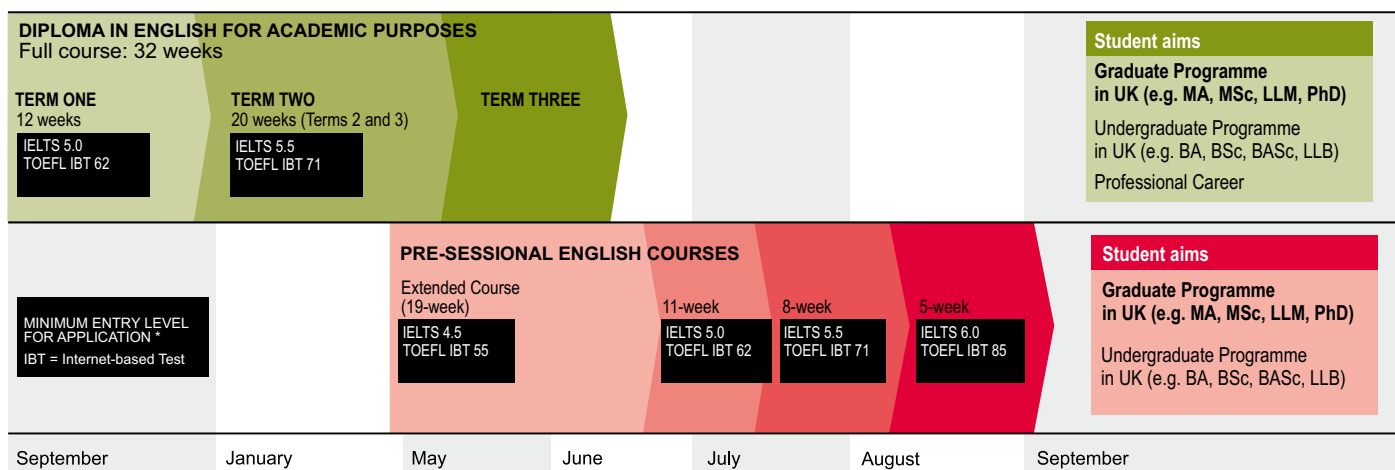 DIPLOMA IN ENGLISH FOR ACADEMIC PURPOSES
Full course: 32 weeks
TERM ONE
12 weeks
IELTS 5.0
TOEFL IBT 62
TERM TWO
20 weeks (Terms 2 and 3)
IELTS 5.5
TOEFL IBT 71
TERM THREE
Student aims
Graduate Programme
in UK (e.g. MA, MSc, LLM, PhD)
Undergraduate Programme
in UK (e.g. BA, BSc, BASc, LLB)
Professional Career
MINIMUM ENTRY LEVEL
FOR APPLICATION *
IBT = Internet-based Test
PRE-SESSIONAL ENGLISH COURSES
Extended Course
(19-week)
IELTS 4.5
TOEFL IBT 55
11-week
IELTS 5.0
TOEFL IBT 62
8-week
IELTS 5.5
TOEFL IBT 71
5-week
IELTS 6.0
TOEFL IBT 85
Student aims
Graduate Programme
in UK (e.g. MA, MSc, LLM, PhD)
Undergraduate Programme
in UK (e.g. BA, BSc, BASc, LLB)
September January May June July August September